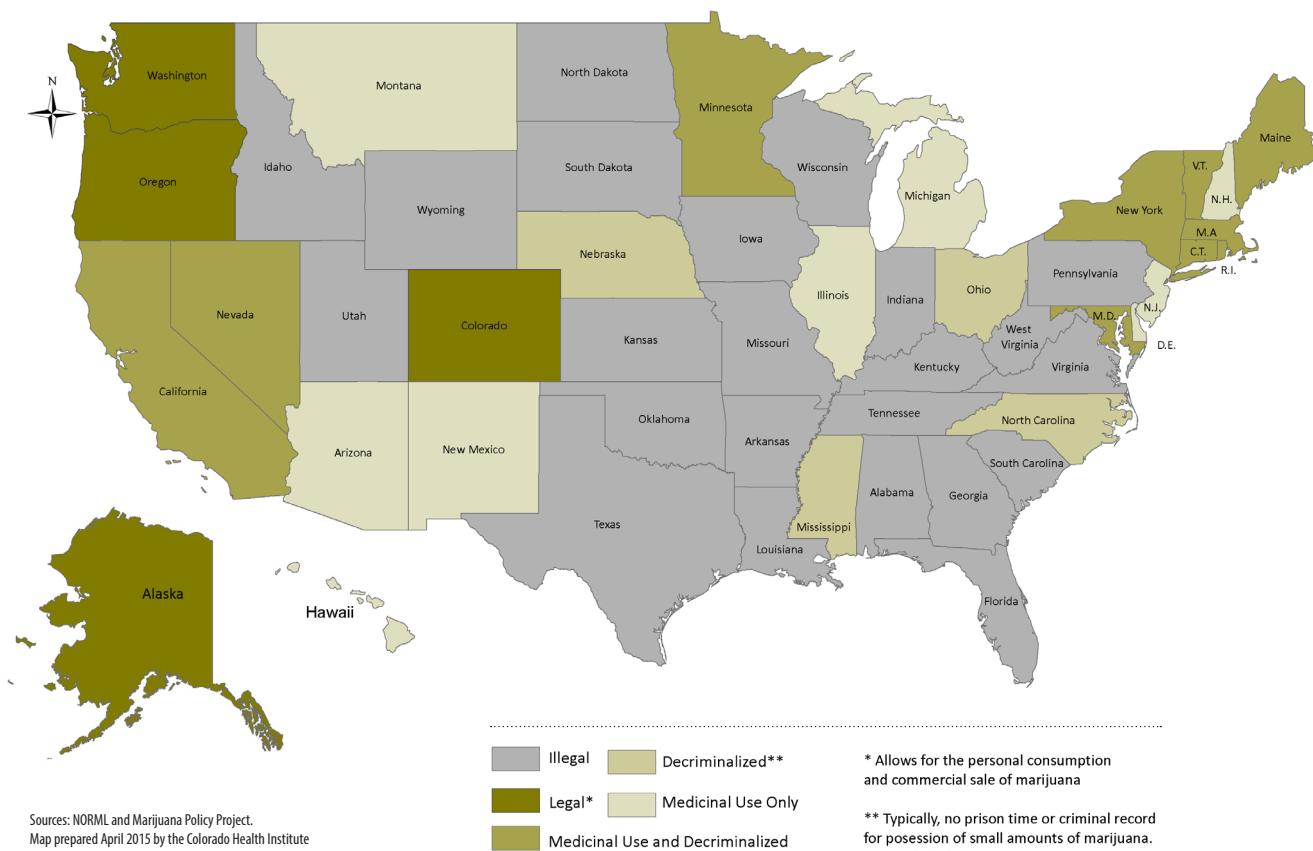 N
Washington
Montana
North Dakota
Minnesota
Maine
Oregon
Idaho
Wyoming
South Dakota
Wisconsin
Michigan
New York
V.T.
N.H.
M.A
C.T.
R.I.
Nebraska
Iowa
Illinois
Indiana
Ohio
Pennsylvania
N.J.
M.D.
D.E.
Nevada
Utah
Colorado
Kansas
Missouri
West
Virginia
Kentucky
Virginia
California
Arizona
New Mexico
Oklahoma
Arkansas
Tennessee
North Carolina
South Carolina
Texas
Louisiana
Mississippi
Alabama
Georgia
Florida
Alaska
Hawaii
Illegal
Decriminalized**
Legal*
Medicinal Use Only
Medicinal Use and Decriminalized
* Allows for the personal consumption
and commercial sale of marijuana
** Typically, no prison time or criminal record
for posession of small amounts of marijuana.
Sources: NORML and Marijuana Policy Project.
Map prepared April 2015 by the Colorado Health Institute